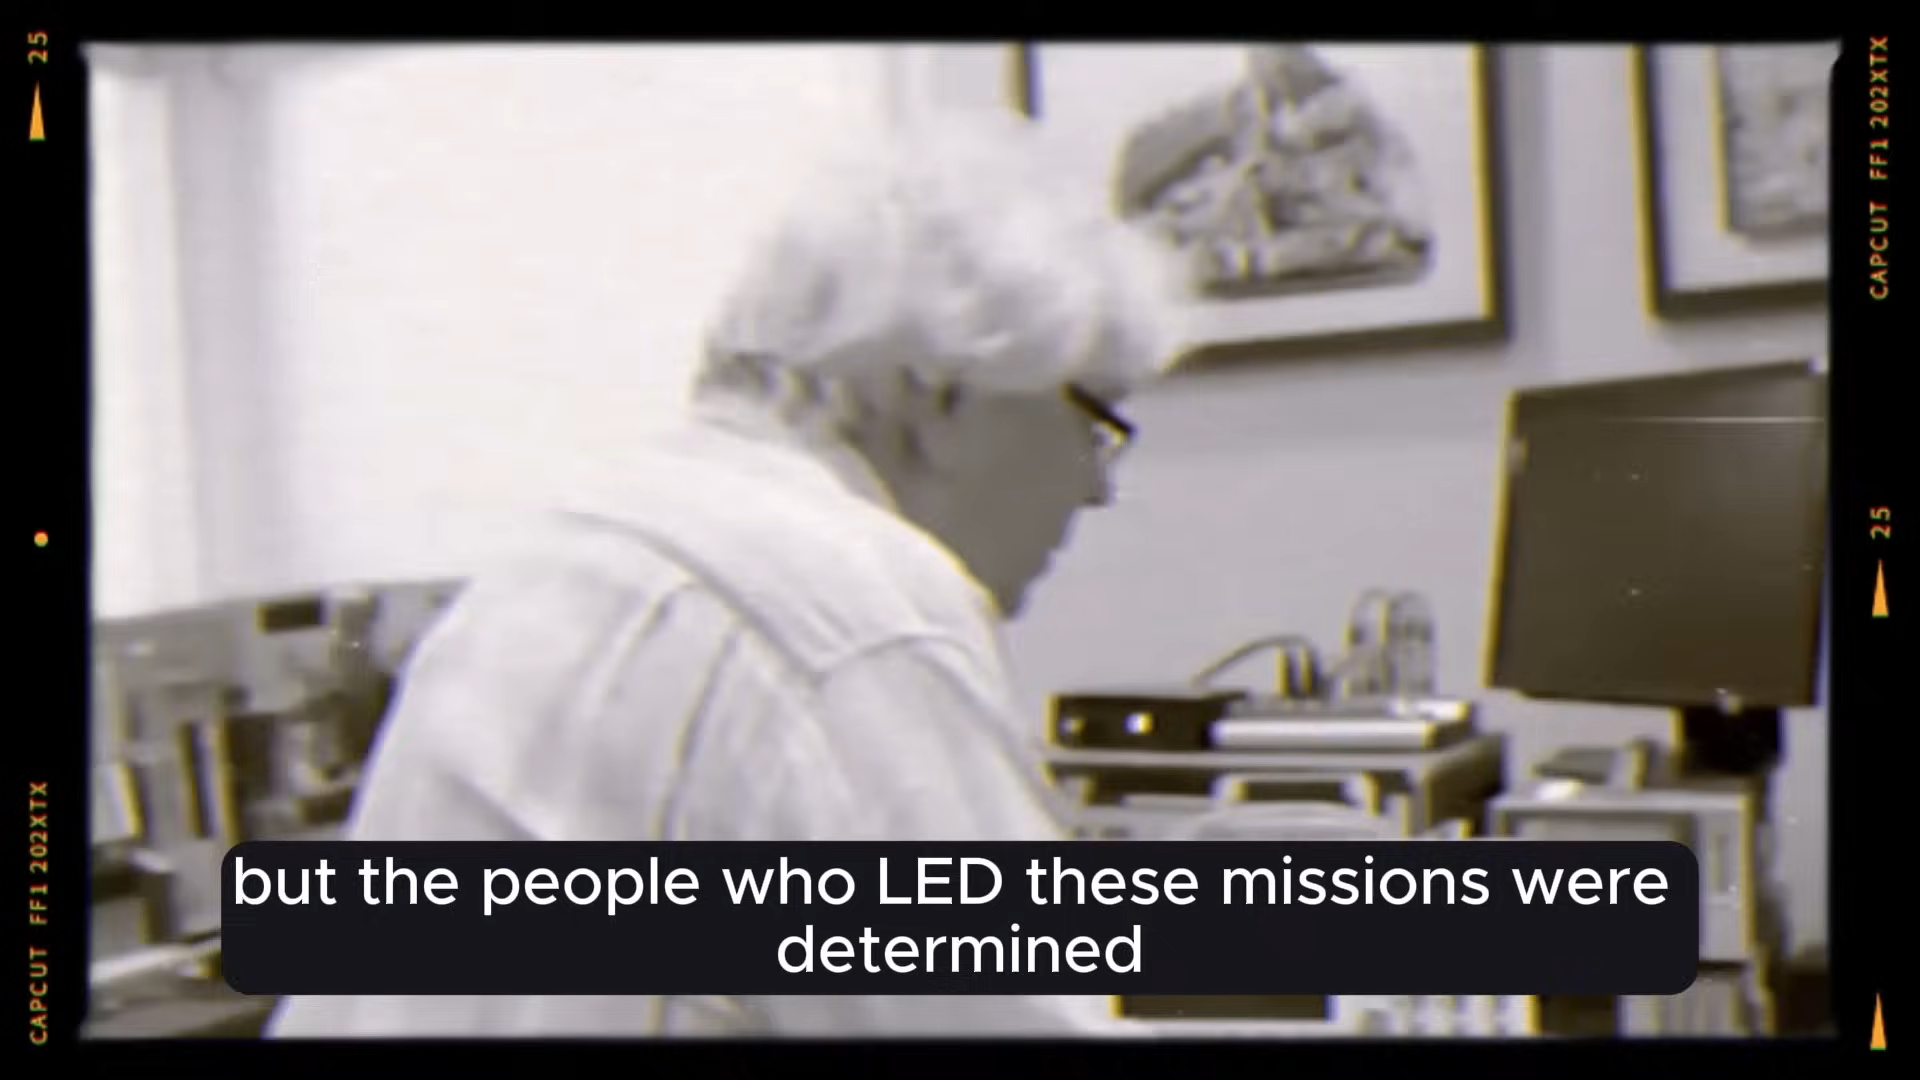 25
CAPCUT FF1 202XTX
but the people who LED these missions were
determined
CAPCUT FF1 202XTX
25